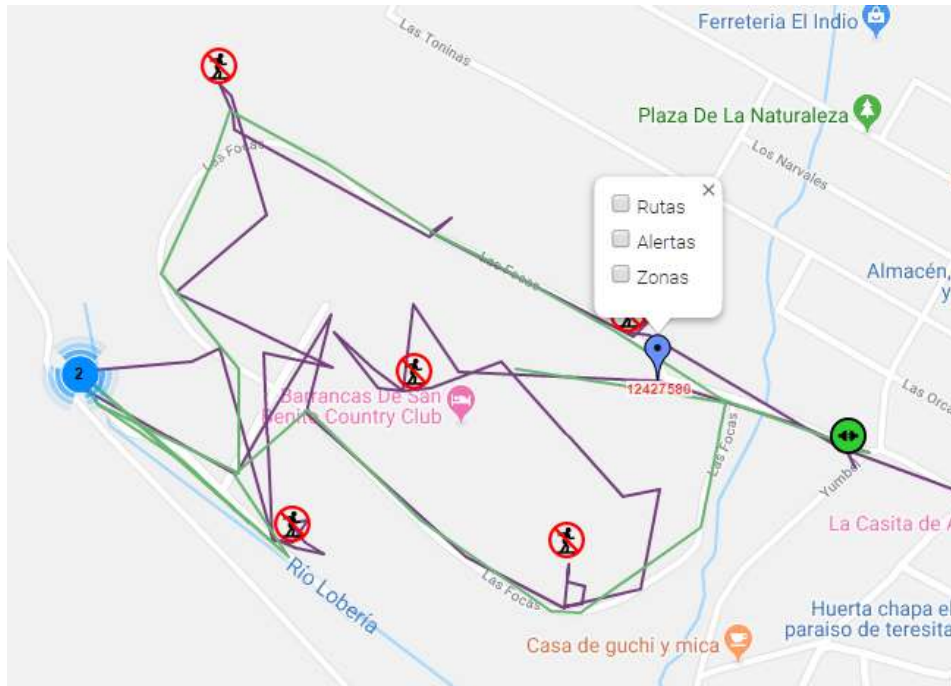 Ferreteria El Indio
Las Toninas
Plaza De La Naturaleza
Las Focas
Los Narvales
Rutas
Alertas
Zonas
Las Focas
Almacén,
y
2
12427580
Barrancas De San
Benito Country Club
Las Orca
Las Focas
Yumbel
La Casita de A
Río Lobería
Las Focas
Huerta chapa el
paraiso de teresita
Casa de guchi y mica